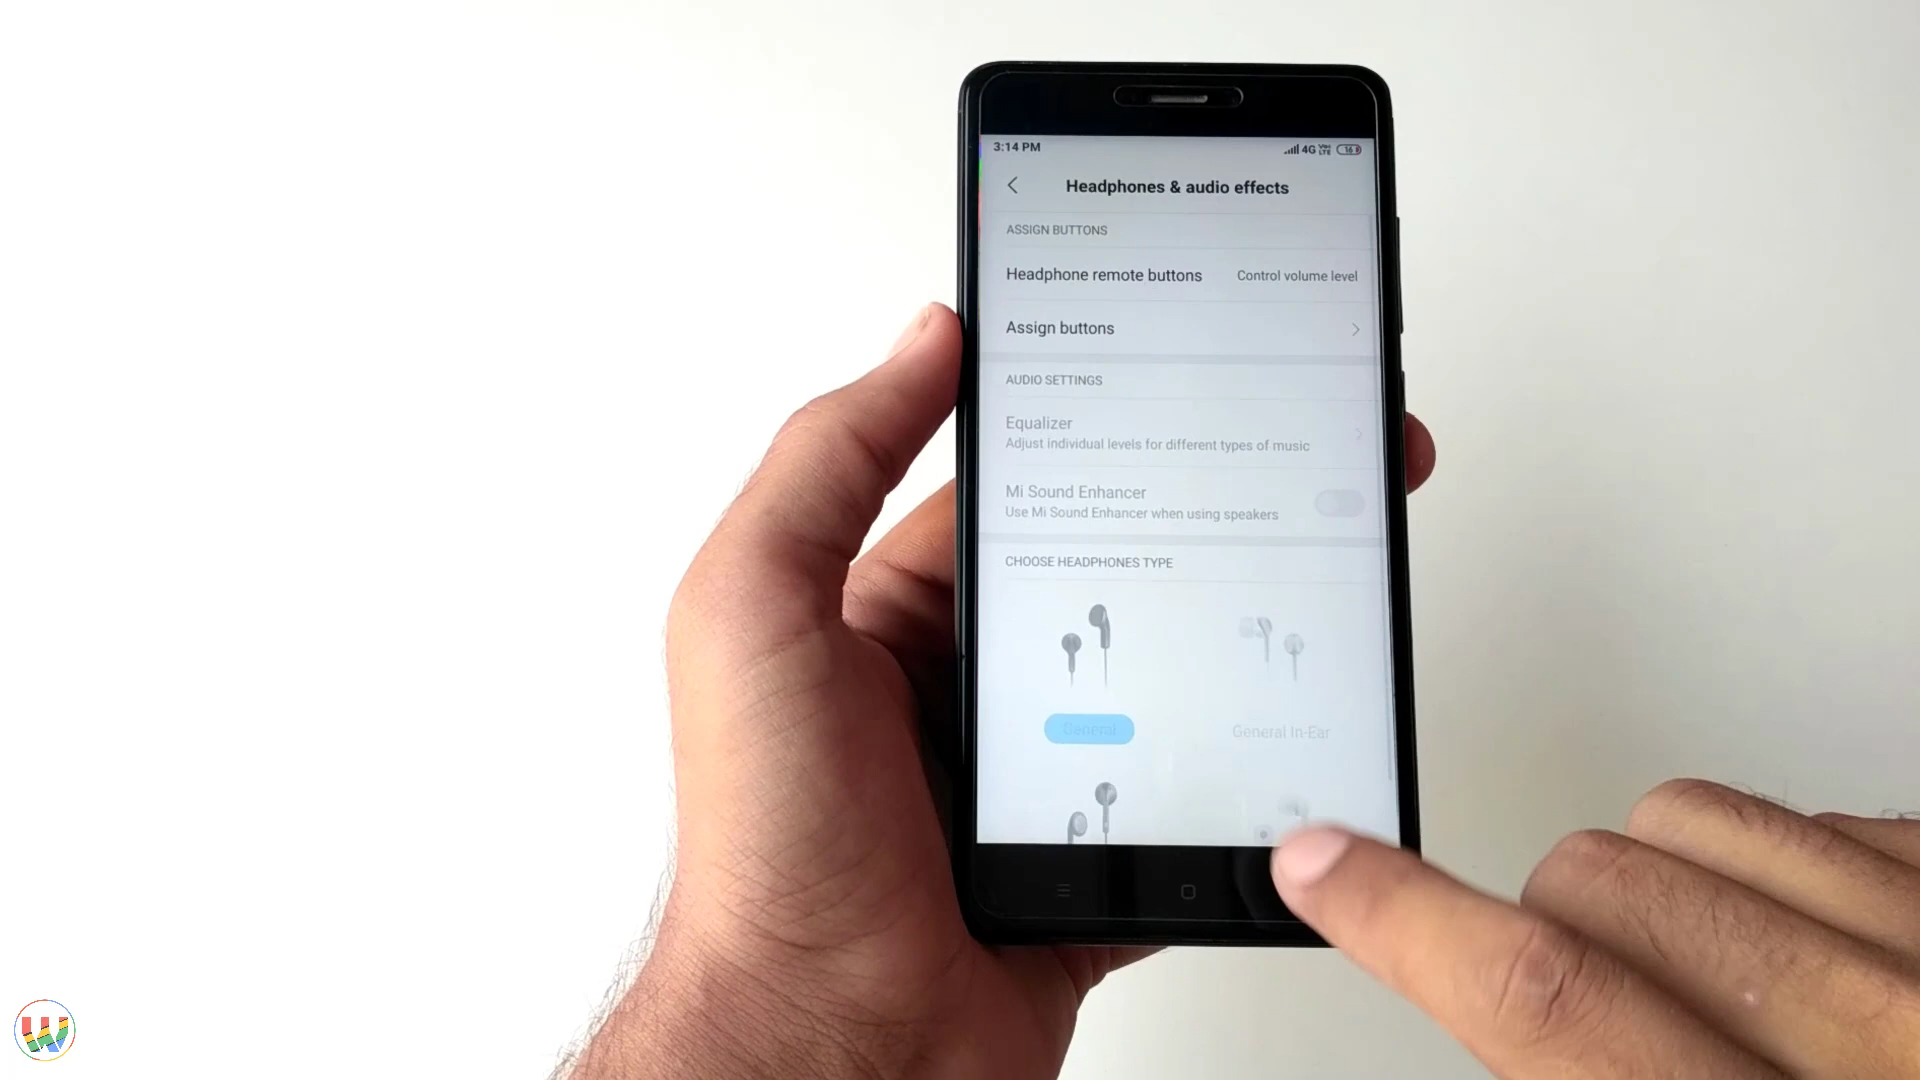 3:14 PM
4G VoLTE 16
Headphones & audio effects
ASSIGN BUTTONS
Headphone remote buttons Control volume level
Assign buttons
AUDIO SETTINGS
Equalizer
Adjust individual levels for different types of music
Mi Sound Enhancer
Use Mi Sound Enhancer when using speakers
CHOOSE HEADPHONES TYPE
General General In-Ear
W